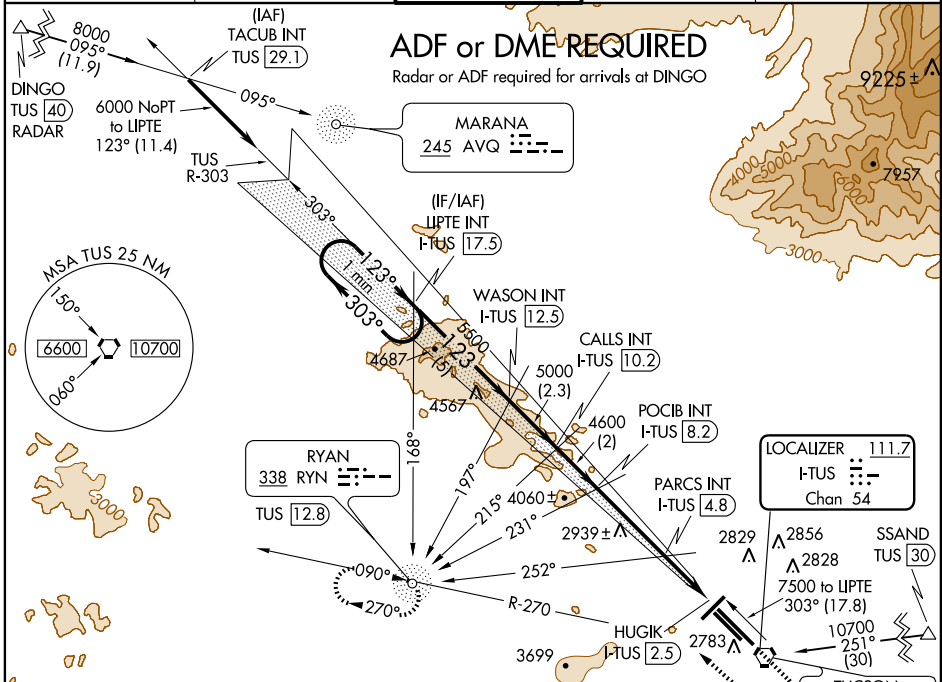 ADF or DME REQUIRED
Radar or ADF required for arrivals at DINGO
(IAF)
TACUB INT
TUS 29.1
8000
095°
(11.9)
DINGO
TUS 40
RADAR
6000 NoPT
to LIPTE
123° (11.4)
095°
TUS
R-303
MARANA
245 AVQ
9225±
7957
4000
5000
6000
3000
303°
(IF/IAF)
LIPTE INT
I-TUS 17.5
MSA TUS 25 NM
150°
6600
10700
060°
123°
1 min
303°
WASON INT
I-TUS 12.5
5500
123
(5)
4687
4567
CALLS INT
I-TUS 10.2
5000
(2.3)
POCIB INT
I-TUS 8.2
4600
(2)
168°
197°
215°
231°
4060±
2939±
RYAN
338 RYN
TUS 12.8
3000
PARCS INT
I-TUS 4.8
LOCALIZER 111.7
I-TUS
Chan 54
2829
2856
2828
SSAND
TUS 30
252°
090°
270°
R-270
7500 to LIPTE
303° (17.8)
10700
251°
(30)
HUGIK
I-TUS 2.5
2783
3699